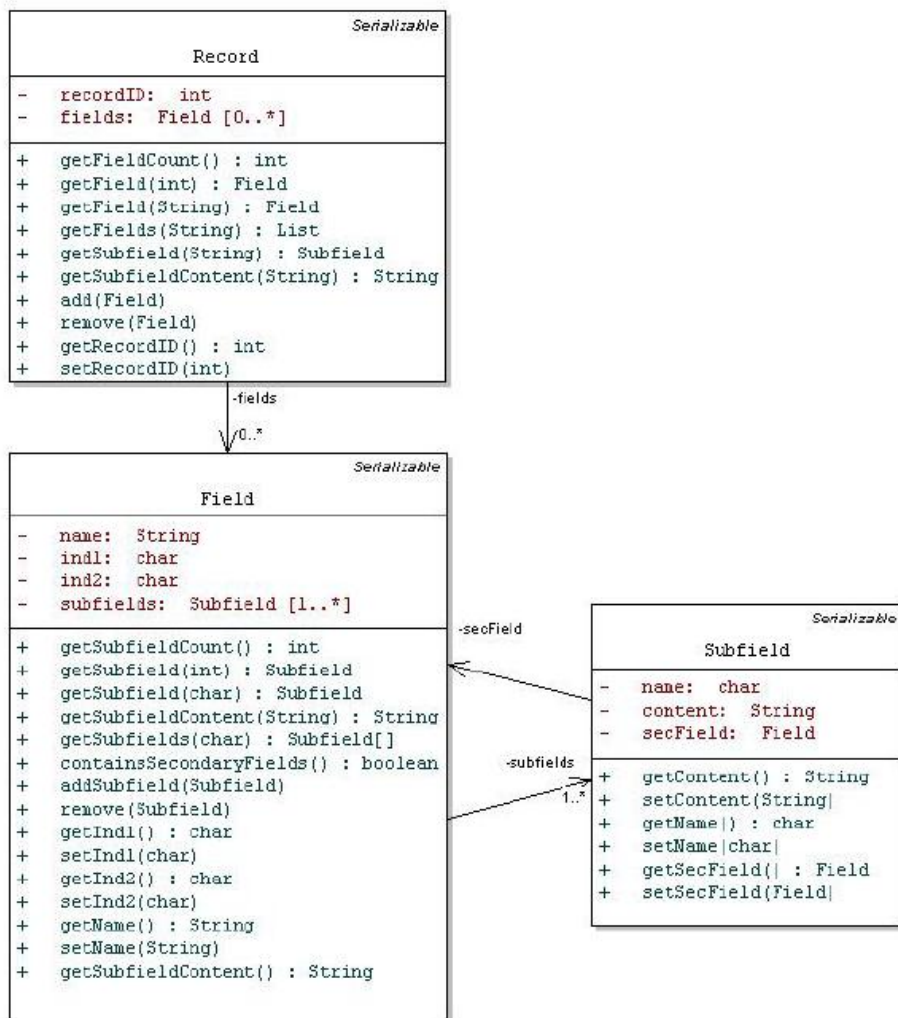 Serializable
Record
- recordID: int
- fields: Field [0..*]
+ getFieldCount() : int
+ getField(int) : Field
+ getField(String) : Field
+ getFields(String) : List
+ getSubfield(String) : Subfield
+ getSubfieldContent(String) : String
+ add(Field)
+ remove(Field)
+ getRecordID() : int
+ setRecordID(int)
-fields
0..*
Serializable
Field
- name: String
- ind1: char
- ind2: char
- subfields: Subfield [1..*]
+ getSubfieldCount() : int
+ getSubfield(int) : Subfield
+ getSubfield(char) : Subfield
+ getSubfieldContent(String) : String
+ getSubfields(char) : Subfield[]
+ containsSecondaryFields() : boolean
+ addSubfield(Subfield)
+ remove(Subfield)
+ getInd1() : char
+ setInd1(char)
+ getInd2() : char
+ setInd2(char)
+ getName() : String
+ setName(String)
+ getSubfieldContent() : String
-secField
-subfields
1..*
Serializable
Subfield
- name: char
- content: String
- secField: Field
+ getContent() : String
+ setContent(String|
+ getName|) : char
+ setName|char|
+ getSecField(| : Field
+ setSecField(Field|